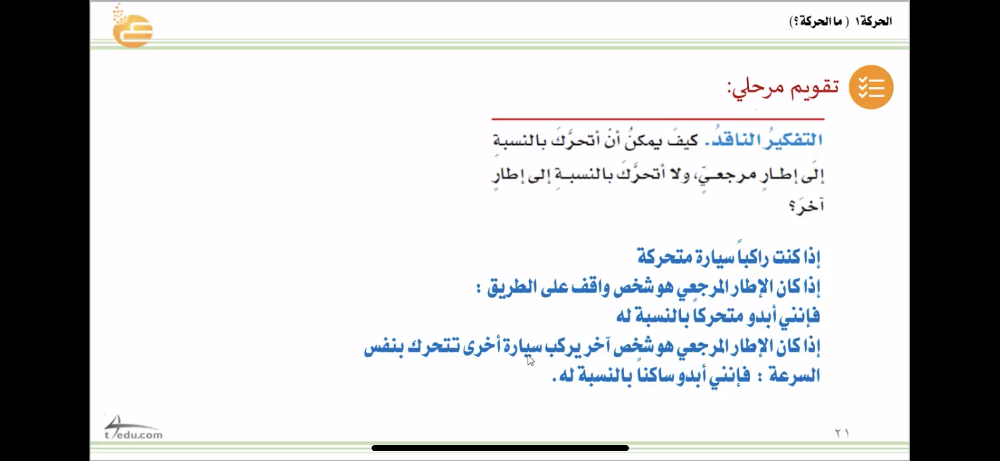 الحركة١ ( ما الحركة؟)
تقويم مرحلي:
التفكيرُ الناقدُ. كيفَ يمكنُ أنْ أتحرَّكَ بالنسبةِ
إلَى إطارٍ مرجعيٍّ، ولا أتحرَّكَ بالنسبةِ إلى إطارٍ
آخرَ؟
إذا كنت راكباً سيارة متحركة
إذا كان الإطار المرجعي هو شخص واقف على الطريق :
فإنني أبدو متحركاً بالنسبة له
إذا كان الإطار المرجعي هو شخص آخر يركب سيارة أخرى تتحرك بنفس
السرعة : فإنني أبدو ساكناً بالنسبة له.
t4edu.com
٢١